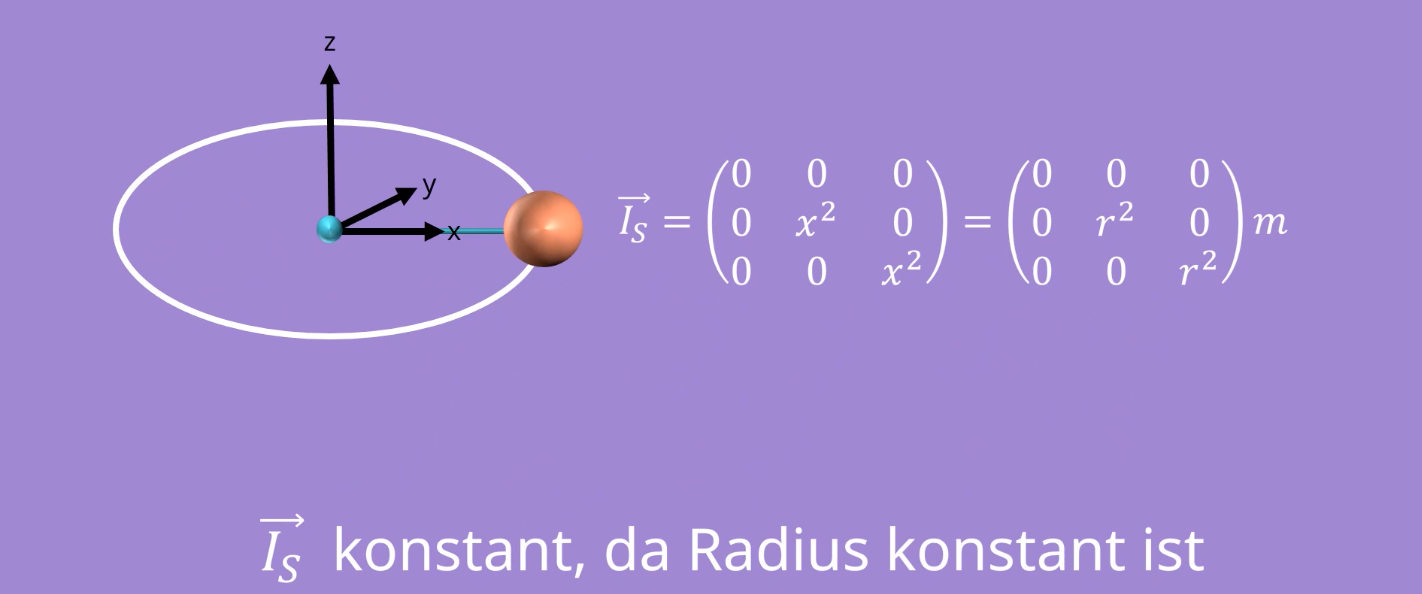 z
y
x
$\overrightarrow{I_S} = \begin{pmatrix} 0 & 0 & 0 \\ 0 & x^2 & 0 \\ 0 & 0 & x^2 \end{pmatrix} = \begin{pmatrix} 0 & 0 & 0 \\ 0 & r^2 & 0 \\ 0 & 0 & r^2 \end{pmatrix} m$
$\overrightarrow{I_S}$ konstant, da Radius konstant ist